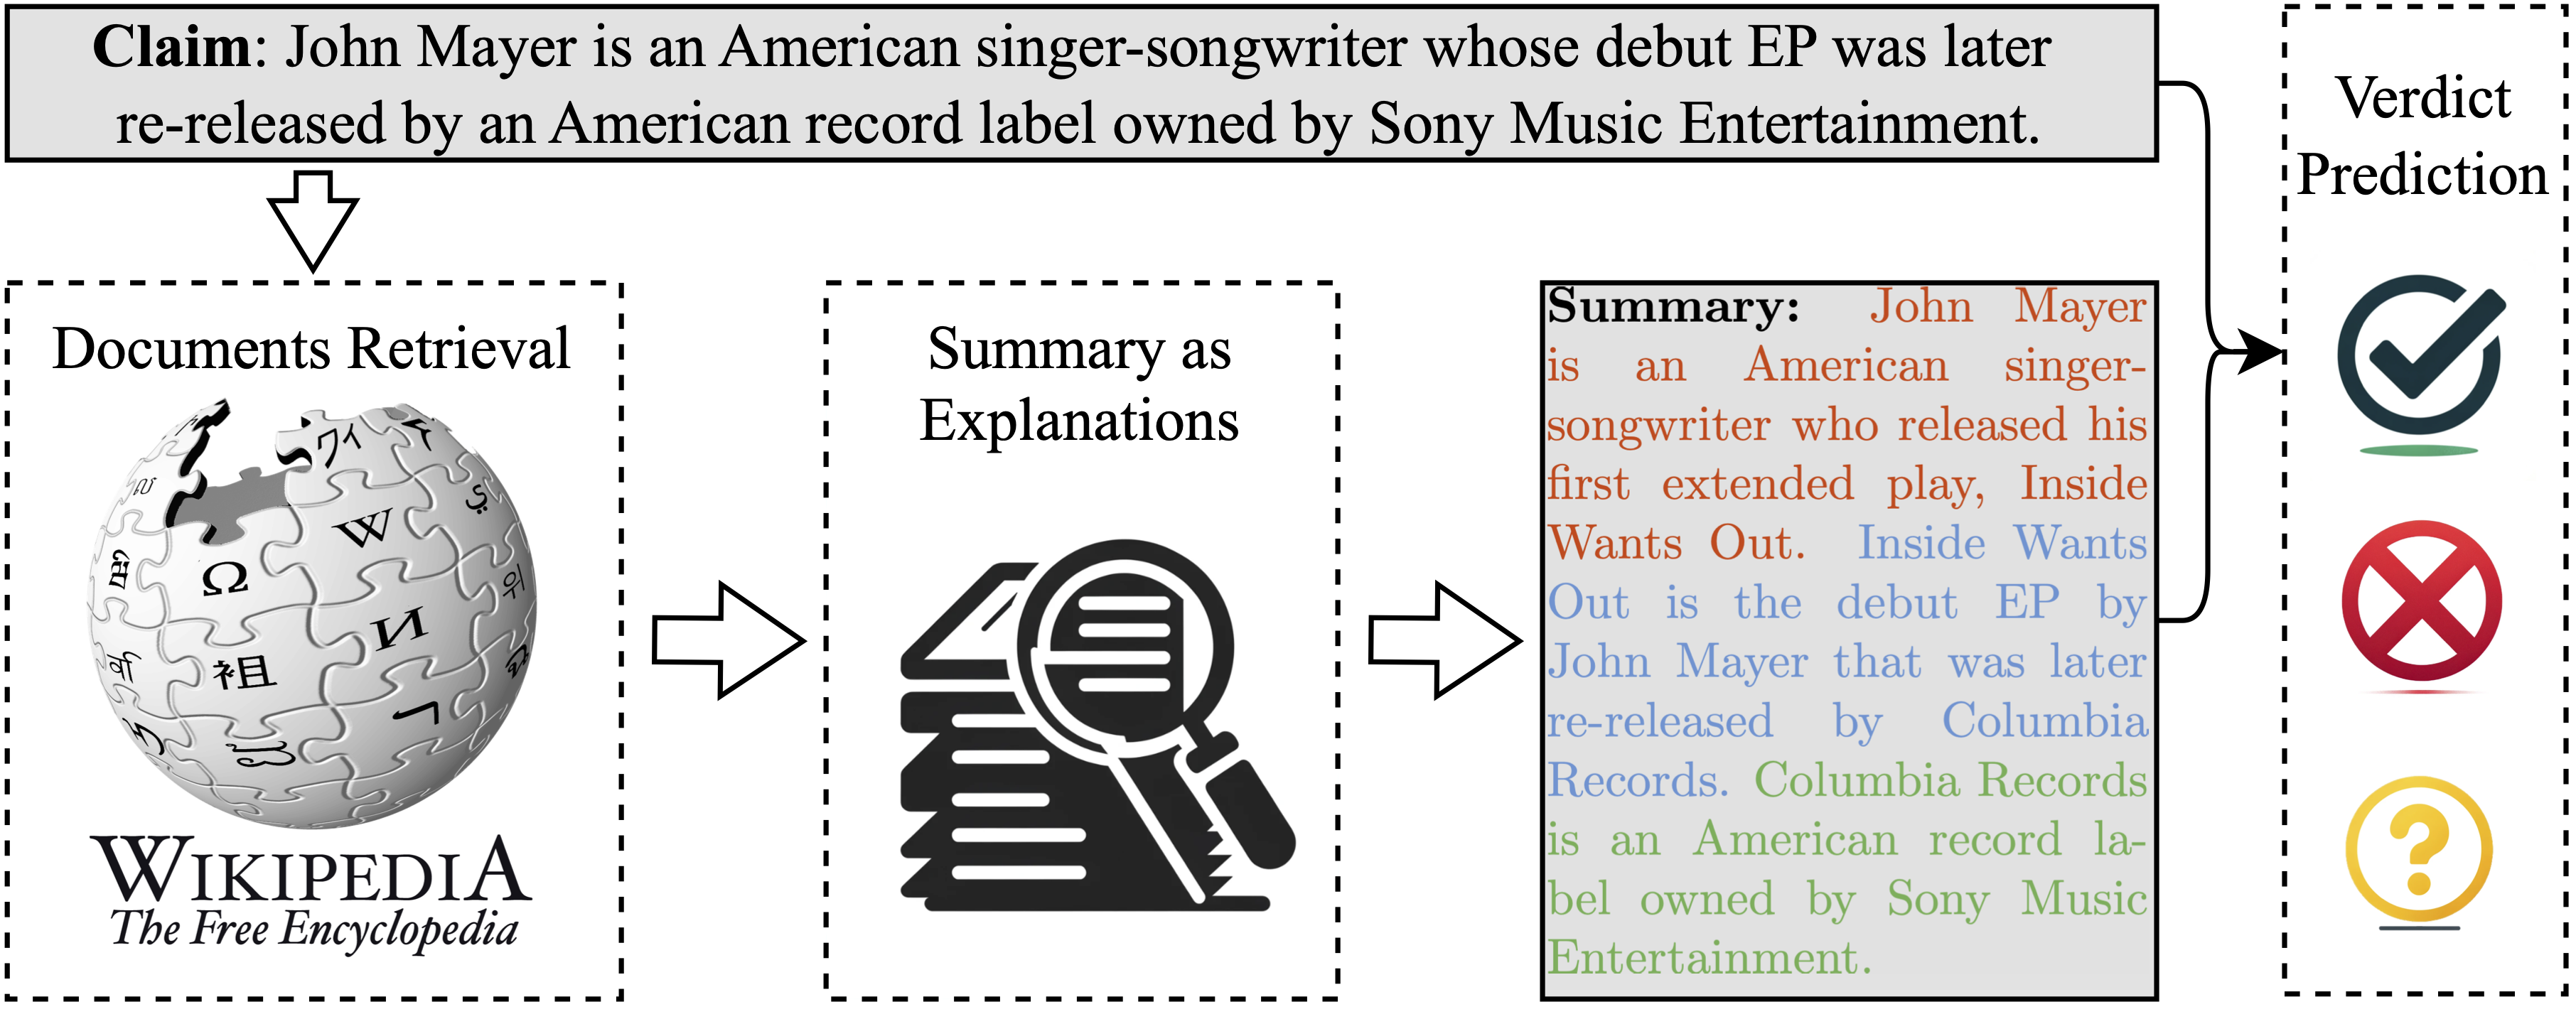 Claim: John Mayer is an American singer-songwriter whose debut EP was later
re-released by an American record label owned by Sony Music Entertainment.
Documents Retrieval
Ω
W
И
祖
WIKIPEDIA
The Free Encyclopedia
Summary as
Explanations
Summary: John Mayer
is an American singer-
songwriter who released his
first extended play, Inside
Wants Out. Inside Wants
Out is the debut EP by
John Mayer that was later
re-released by Columbia
Records. Columbia Records
is an American record la-
bel owned by Sony Music
Entertainment.
Verdict
Prediction
?